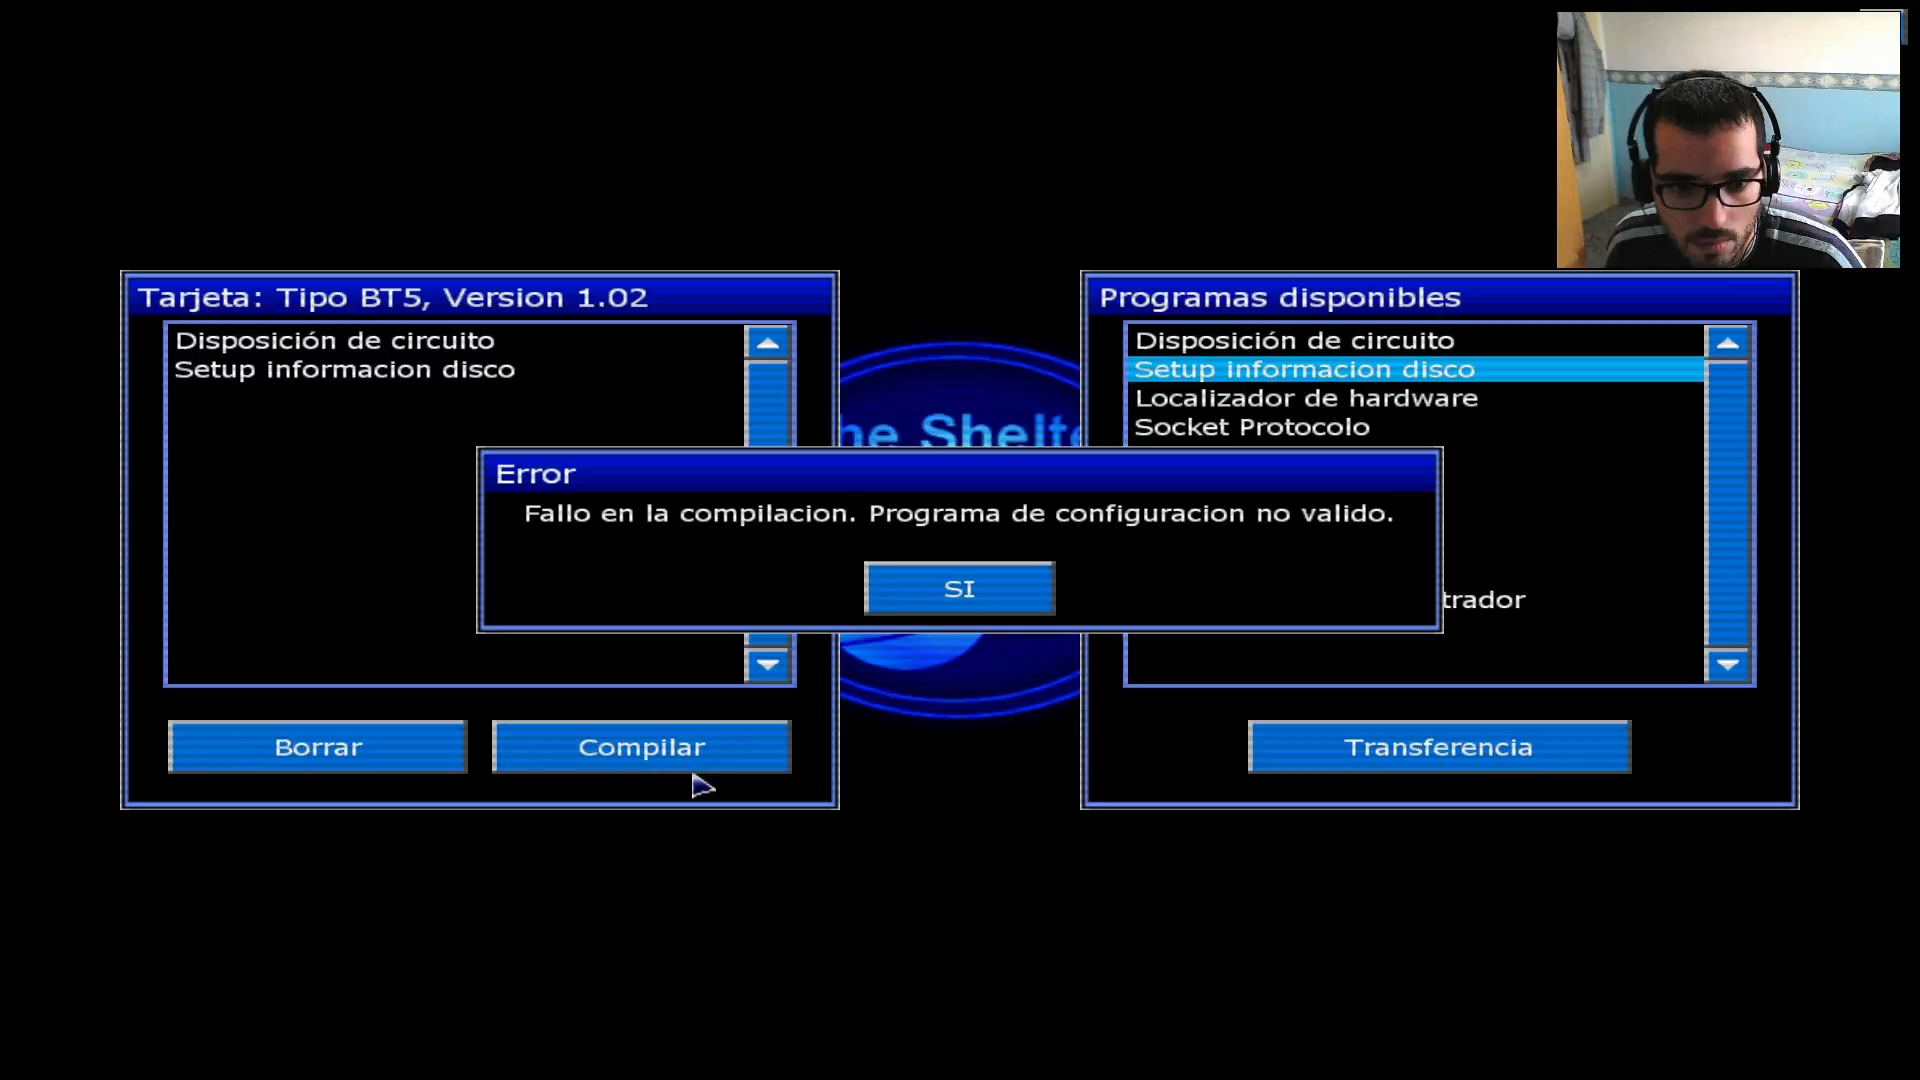 Tarjeta: Tipo BT5, Version 1.02
Disposición de circuito
Setup informacion disco
Borrar
Compilar
he Shelt
Error
Fallo en la compilacion. Programa de configuracion no valido.
SI
Programas disponibles
Disposición de circuito
Setup informacion disco
Localizador de hardware
Socket Protocolo
trador
Transferencia